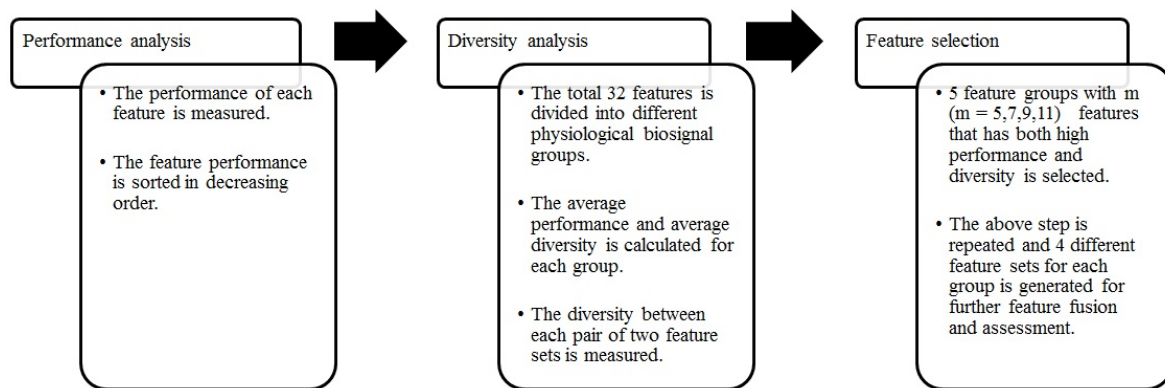 Performance analysis
• The performance of each
feature is measured.
• The feature performance
is sorted in decreasing
order.
Diversity analysis
• The total 32 features is
divided into different
physiological biosignal
groups.
• The average
performance and average
diversity is calculated for
each group.
• The diversity between
each pair of two feature
sets is measured.
Feature selection
• 5 feature groups with m
(m = 5,7,9,11) features
that has both high
performance and
diversity is selected.
• The above step is
repeated and 4 different
feature sets for each
group is generated for
further feature fusion
and assessment.